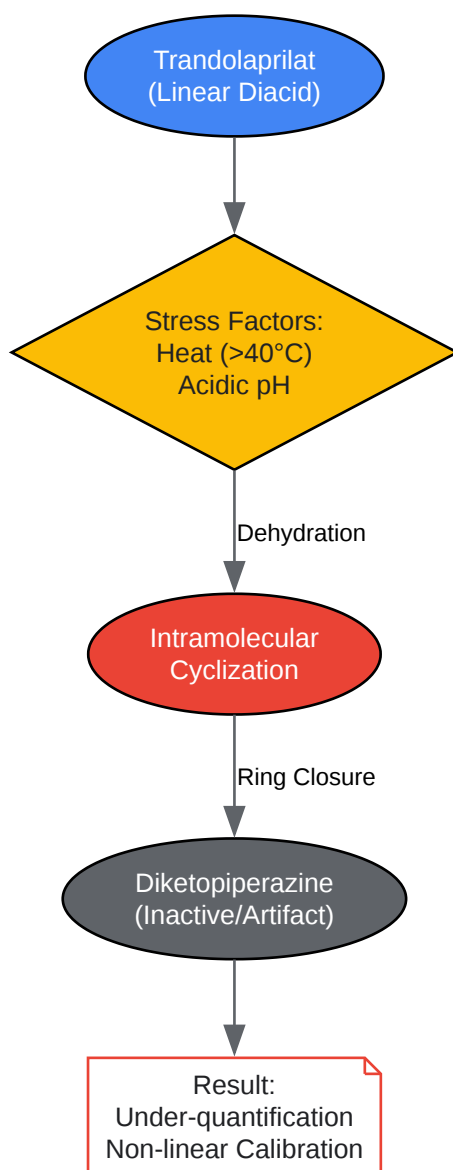 Trandolaprilat
(Linear Diacid)
Stress Factors:
Heat (>40°C)
Acidic pH
Dehydration
Intramolecular
Cyclization
Ring Closure
Diketopiperazine
(Inactive/Artifact)
Result:
Under-quantification
Non-linear Calibration